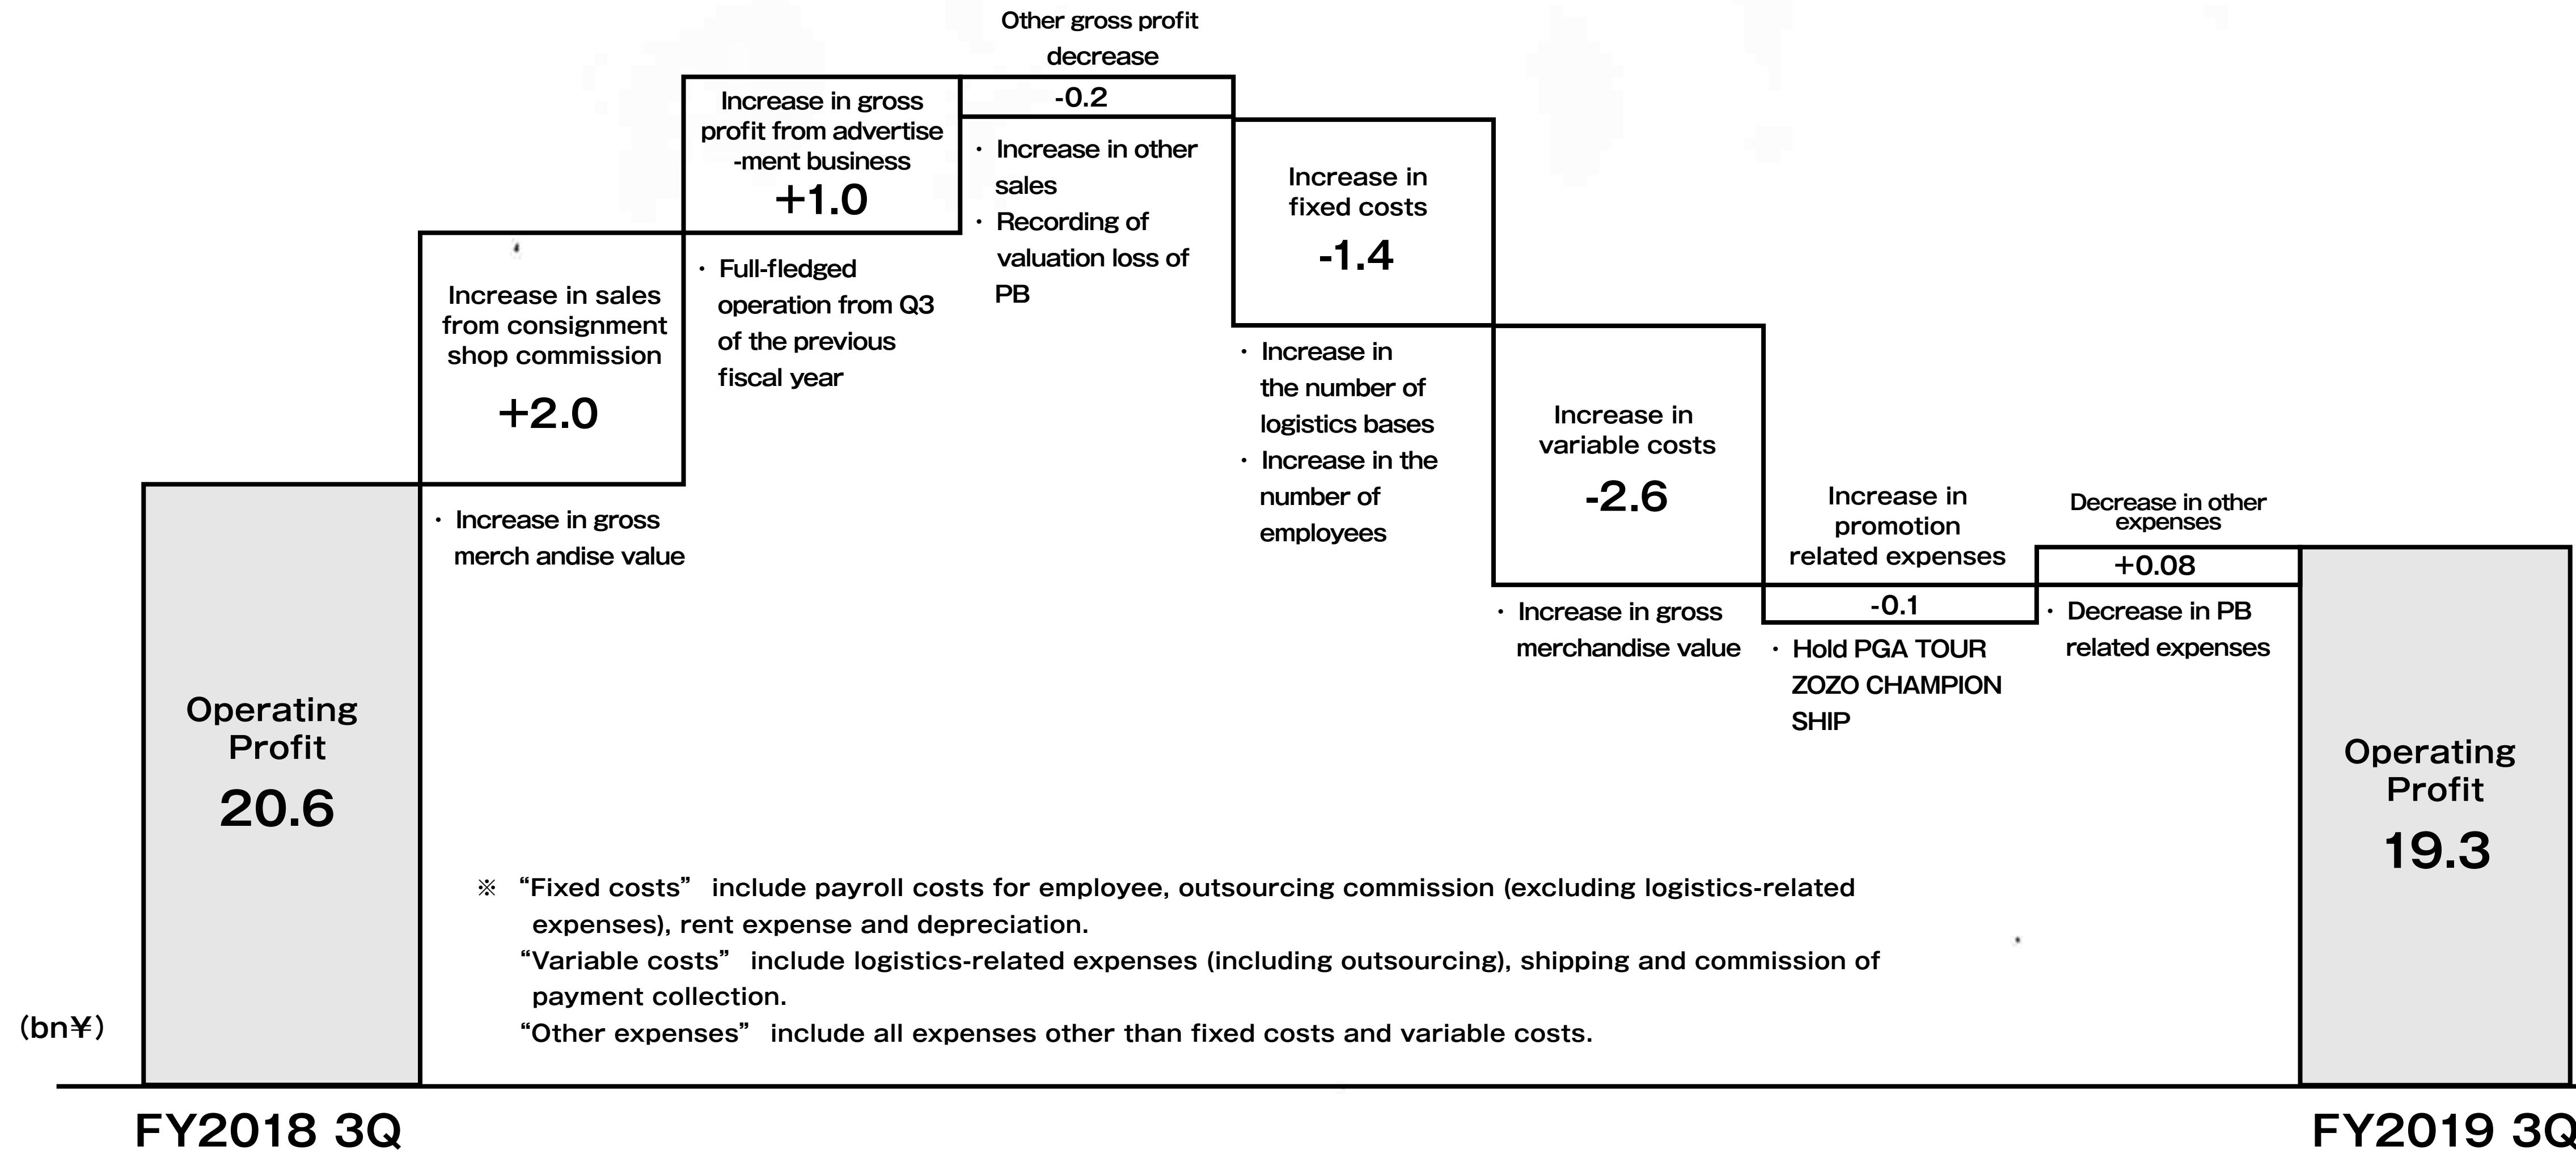 Other gross profit
decrease
-0.2
・ Increase in other
sales
・ Recording of
valuation loss of
PB
Increase in gross
profit from advertise
-ment business
+1.0
・ Full-fledged
operation from Q3
of the previous
fiscal year
Increase in sales
from consignment
shop commission
+2.0
・ Increase in gross
merch andise value
Increase in
fixed costs
-1.4
・ Increase in
the number of
logistics bases
・ Increase in the
number of
employees
Increase in
variable costs
-2.6
・ Increase in gross
merchandise value
Increase in
promotion
related expenses
-0.1
・ Hold PGA TOUR
ZOZO CHAMPION
SHIP
Decrease in other
expenses
+0.08
・ Decrease in PB
related expenses
Operating
Profit
20.6
Operating
Profit
19.3
※ “Fixed costs” include payroll costs for employee, outsourcing commission (excluding logistics-related
expenses), rent expense and depreciation.
“Variable costs” include logistics-related expenses (including outsourcing), shipping and commission of
payment collection.
“Other expenses” include all expenses other than fixed costs and variable costs.
(bn¥)
FY2018 3Q
FY2019 3Q